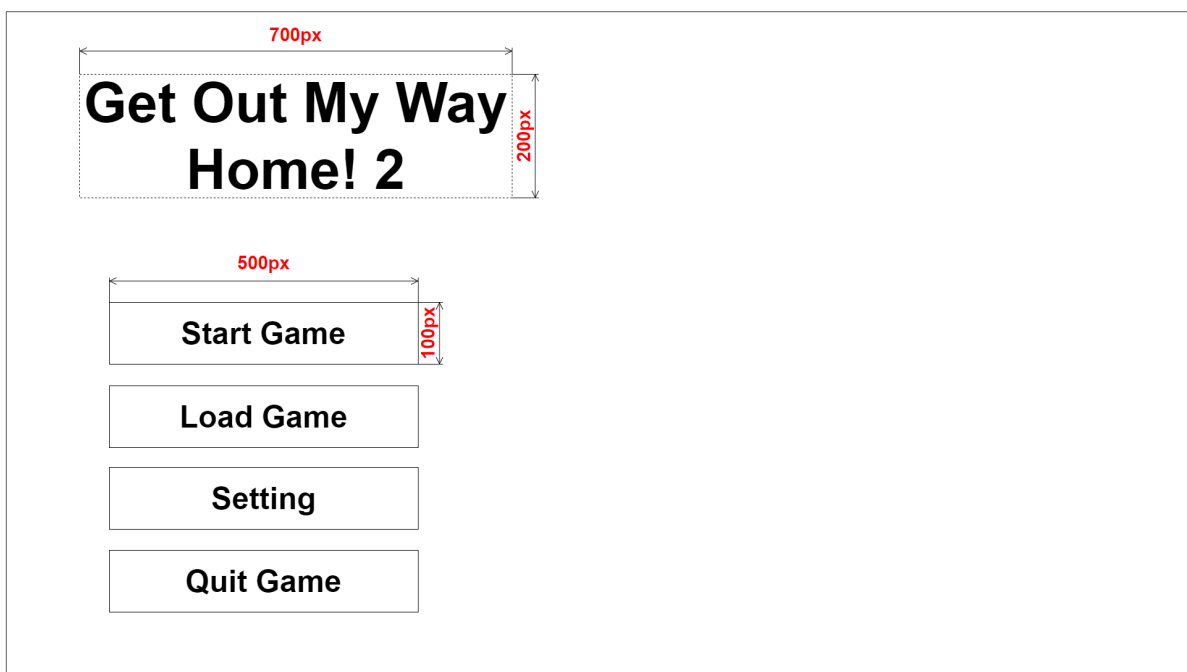 700px
Get Out My Way
Home! 2
200px
500px
Start Game
100px
Load Game
Setting
Quit Game